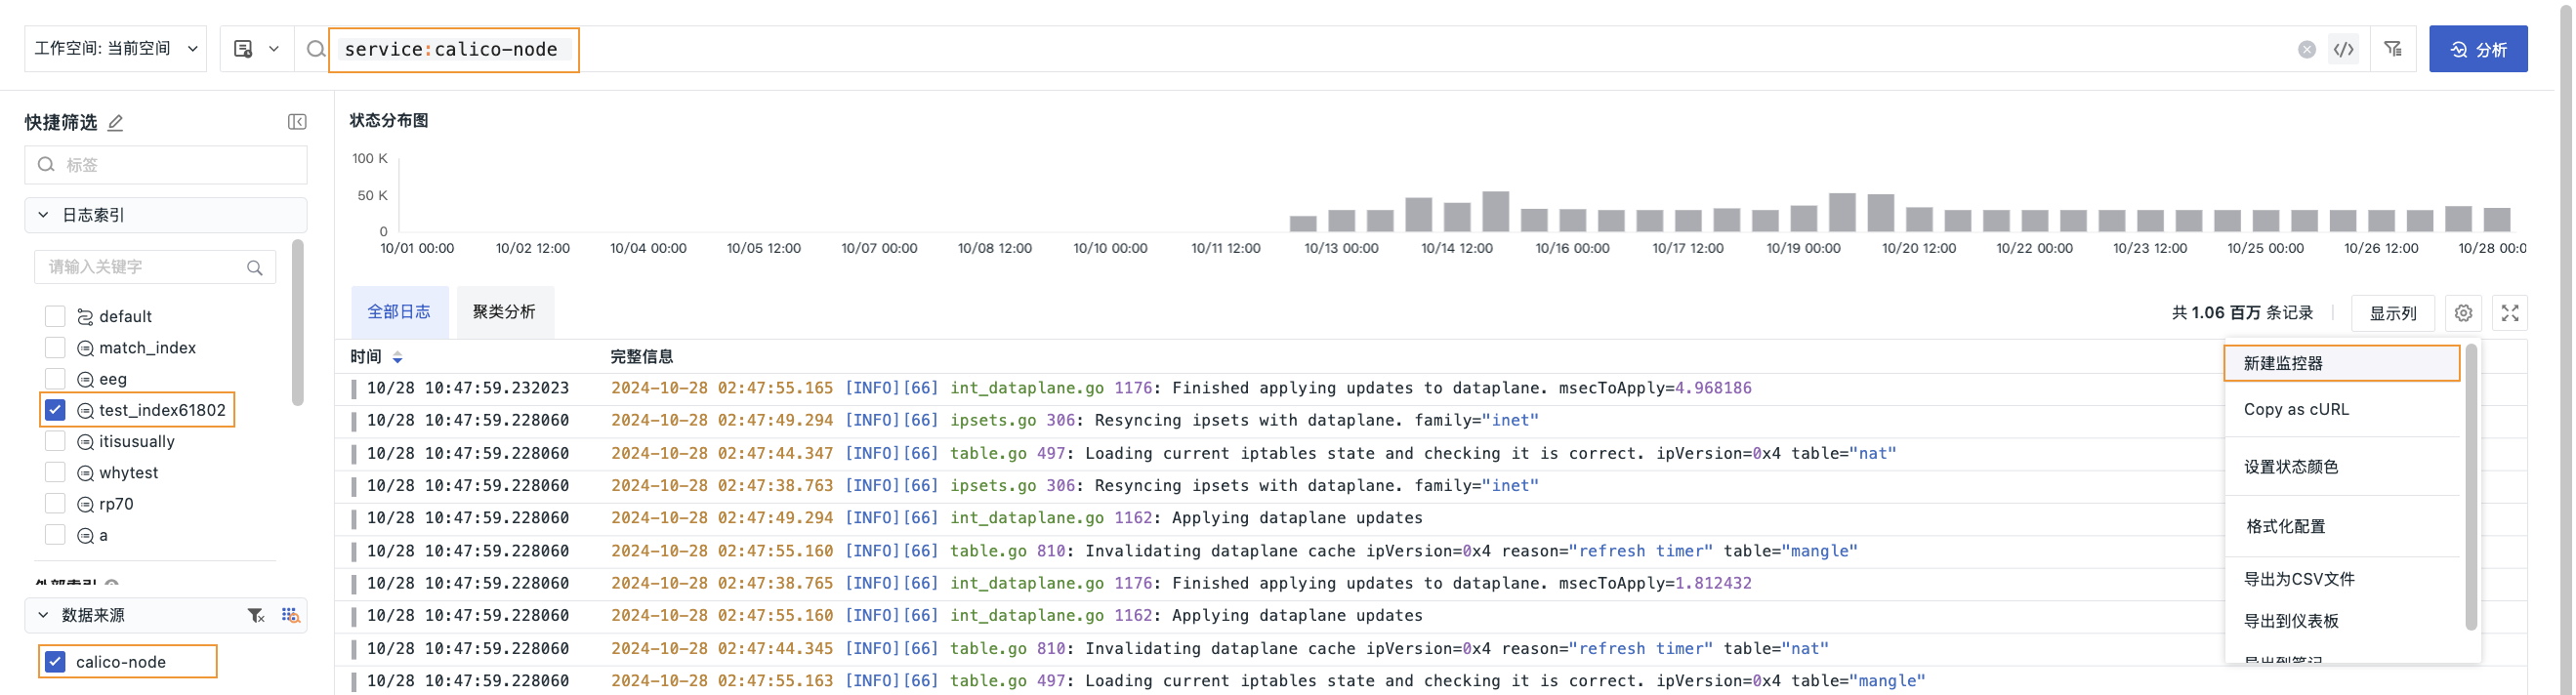 工作空间: 当前空间
service:calico-node
</>
分析
快捷筛选
标签
日志索引
请输入关键字
default
match_index
eeg
test_index61802
itisusually
whytest
rp70
a
外部索引
数据来源
calico-node
状态分布图
100 K
50 K
0
10/01 00:00 10/02 12:00 10/04 00:00 10/05 12:00 10/07 00:00 10/08 12:00 10/10 00:00 10/11 12:00 10/13 00:00 10/14 12:00 10/16 00:00 10/17 12:00 10/19 00:00 10/20 12:00 10/22 00:00 10/23 12:00 10/25 00:00 10/26 12:00 10/28 00:0
全部日志 聚类分析
共 1.06 百万 条记录 显示列
时间 完整信息
10/28 10:47:59.232023 2024-10-28 02:47:55.165 [INFO][66] int_dataplane.go 1176: Finished applying updates to dataplane. msecToApply=4.968186
10/28 10:47:59.228060 2024-10-28 02:47:49.294 [INFO][66] ipsets.go 306: Resyncing ipsets with dataplane. family="inet"
10/28 10:47:59.228060 2024-10-28 02:47:44.347 [INFO][66] table.go 497: Loading current iptables state and checking it is correct. ipVersion=0x4 table="nat"
10/28 10:47:59.228060 2024-10-28 02:47:38.763 [INFO][66] ipsets.go 306: Resyncing ipsets with dataplane. family="inet"
10/28 10:47:59.228060 2024-10-28 02:47:49.294 [INFO][66] int_dataplane.go 1162: Applying dataplane updates
10/28 10:47:59.228060 2024-10-28 02:47:55.160 [INFO][66] table.go 810: Invalidating dataplane cache ipVersion=0x4 reason="refresh timer" table="mangle"
10/28 10:47:59.228060 2024-10-28 02:47:38.765 [INFO][66] int_dataplane.go 1176: Finished applying updates to dataplane. msecToApply=1.812432
10/28 10:47:59.228060 2024-10-28 02:47:55.160 [INFO][66] int_dataplane.go 1162: Applying dataplane updates
10/28 10:47:59.228060 2024-10-28 02:47:44.345 [INFO][66] table.go 810: Invalidating dataplane cache ipVersion=0x4 reason="refresh timer" table="nat"
10/28 10:47:59.228060 2024-10-28 02:47:55.163 [INFO][66] table.go 497: Loading current iptables state and checking it is correct. ipVersion=0x4 table="mangle"
新建监控器
Copy as cURL
设置状态颜色
格式化配置
导出为CSV文件
导出到仪表板
导出到笔记